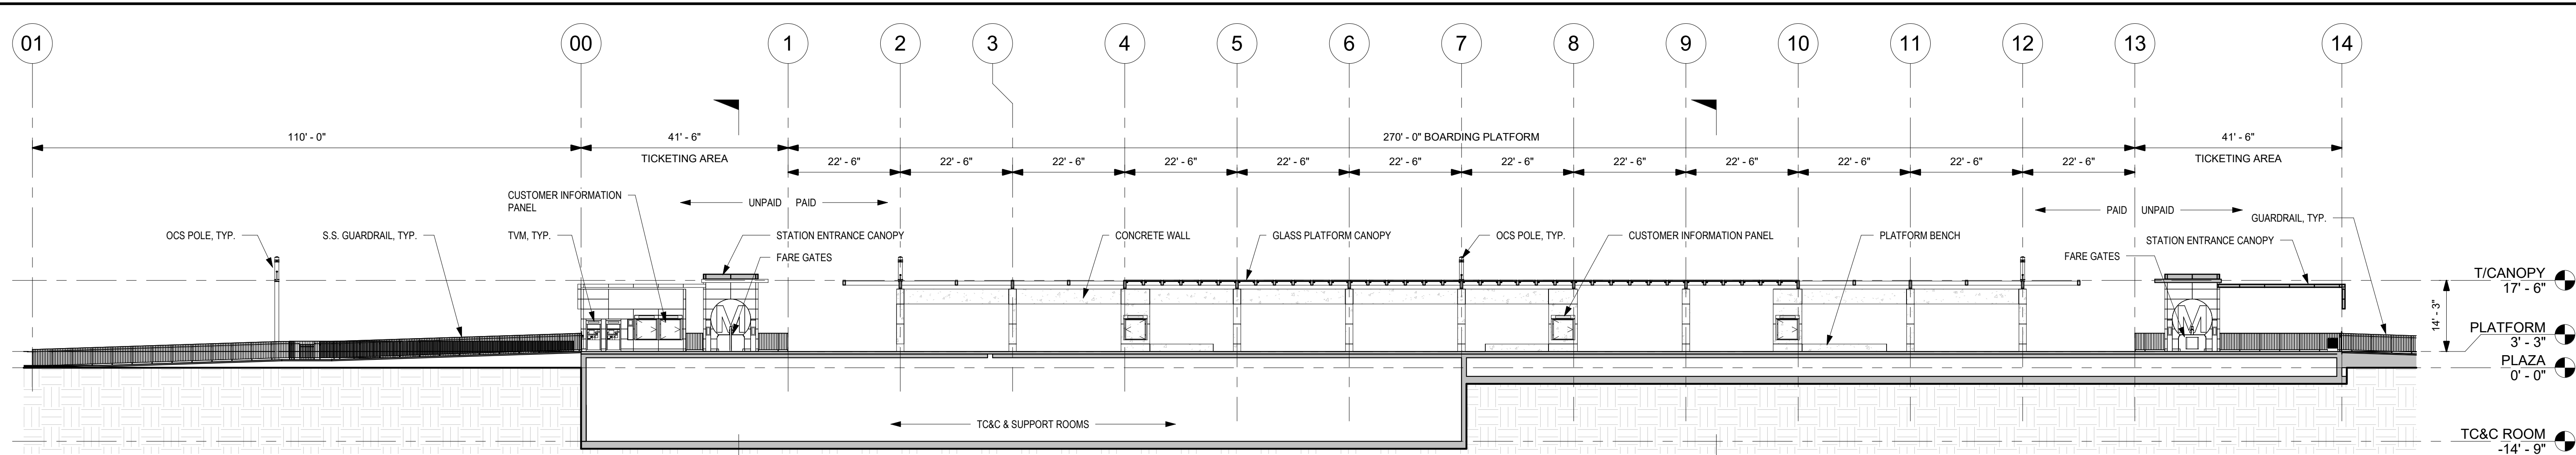 01 00 1 2 3 4 5 6 7 8 9 10 11 12 13 14
110' - 0" 41' - 6" 270' - 0" BOARDING PLATFORM 41' - 6"
TICKETING AREA TICKETING AREA
22' - 6" 22' - 6" 22' - 6" 22' - 6" 22' - 6" 22' - 6" 22' - 6" 22' - 6" 22' - 6" 22' - 6" 22' - 6" 22' - 6"
CUSTOMER INFORMATION
PANEL
UNPAID PAID PAID UNPAID
GUARDRAIL, TYP.
OCS POLE, TYP. S.S. GUARDRAIL, TYP. TVM, TYP. STATION ENTRANCE CANOPY CONCRETE WALL GLASS PLATFORM CANOPY OCS POLE, TYP. CUSTOMER INFORMATION PANEL PLATFORM BENCH STATION ENTRANCE CANOPY
FARE GATES FARE GATES
T/CANOPY
17' - 6"
14' - 3"
M M
PLATFORM
3' - 3"
PLAZA
0' - 0"
TC&C & SUPPORT ROOMS
TC&C ROOM
-14' - 9"